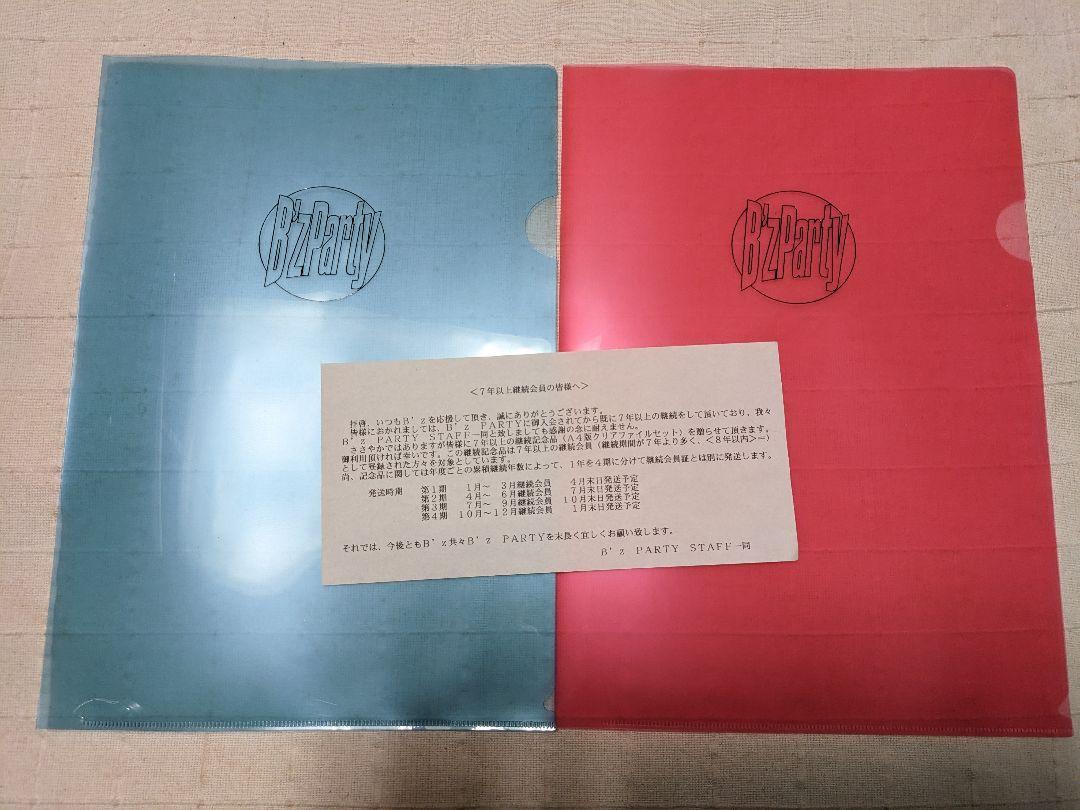 B'zParty
B'zParty
＜７年以上継続会員の皆様へ＞
拝啓、いつもＢ’ｚを応援して頂き、誠にありがとうございます。
皆様におかれましては、Ｂ’ｚ ＰＡＲＴＹに御入会されてから既に７年以上の継続をして頂いており、我々
Ｂ’ｚ ＰＡＲＴＹ ＳＴＡＦＦ一同と致しましても感謝の念に耐えません。
ささやかではありますが皆様に７年以上の継続記念品（Ａ４版クリアファイルセット）を贈らせて頂きます。
御利用頂ければ幸いです。この継続記念品は７年以上の継続会員（継続期間が７年より多く、＜８年以内＞＝）
として登録された方々を対象としています。
尚、記念品に関しては年度ごとの累積継続年数によって、１年を４期に分けて継続会員証とは別に発送します。
発送時期 第１期 １月～ ３月継続会員 ４月末日発送予定
第２期 ４月～ ６月継続会員 ７月末日発送予定
第３期 ７月～ ９月継続会員 １０月末日発送予定
第４期 １０月～１２月継続会員 １月末日発送予定
それでは、今後ともＢ’ｚ共々Ｂ’ｚ ＰＡＲＴＹを末長く宜しくお願い致します。
Ｂ’ｚ ＰＡＲＴＹ ＳＴＡＦＦ一同